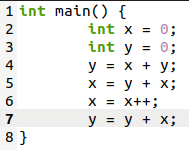 1 int main() {
2         int x = 0;
3         int y = 0;
4         y = x + y;
5         x = y + x;
6         x = x++;
7         y = y + x;
8 }